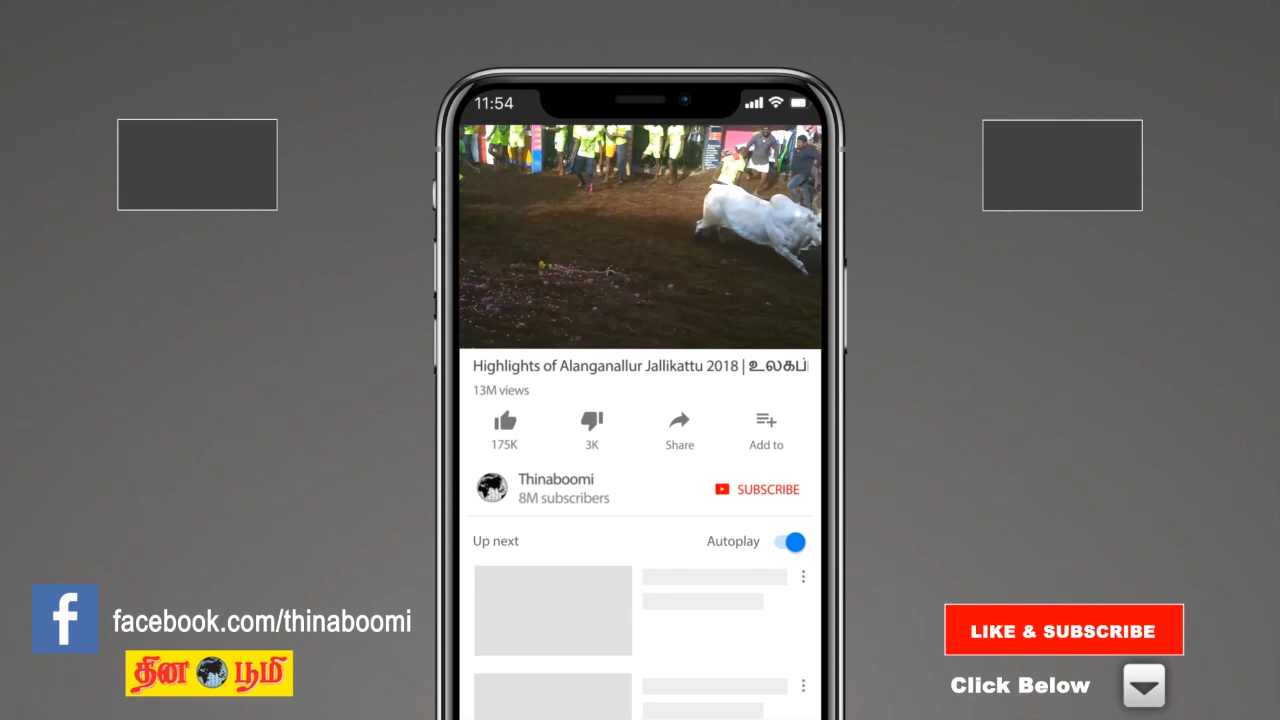 11:54
Highlights of Alanganallur Jallikattu 2018 | உலகப்
13M views
175K
3K
Share
Add to
Thinaboomi
8M subscribers
SUBSCRIBE
Up next
Autoplay
facebook.com/thinaboomi
தின பூமி
LIKE & SUBSCRIBE
Click Below